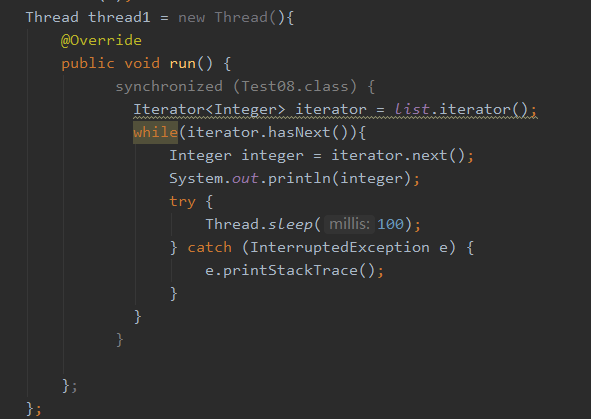 Thread thread1 = new Thread(){
@Override
public void run() {
synchronized (Test08.class) {
Iterator<Integer> iterator = list.iterator();
while(iterator.hasNext()){
Integer integer = iterator.next();
System.out.println(integer);
try {
Thread.sleep( millis: 100);
} catch (InterruptedException e) {
e.printStackTrace();
}
}
}
};
};